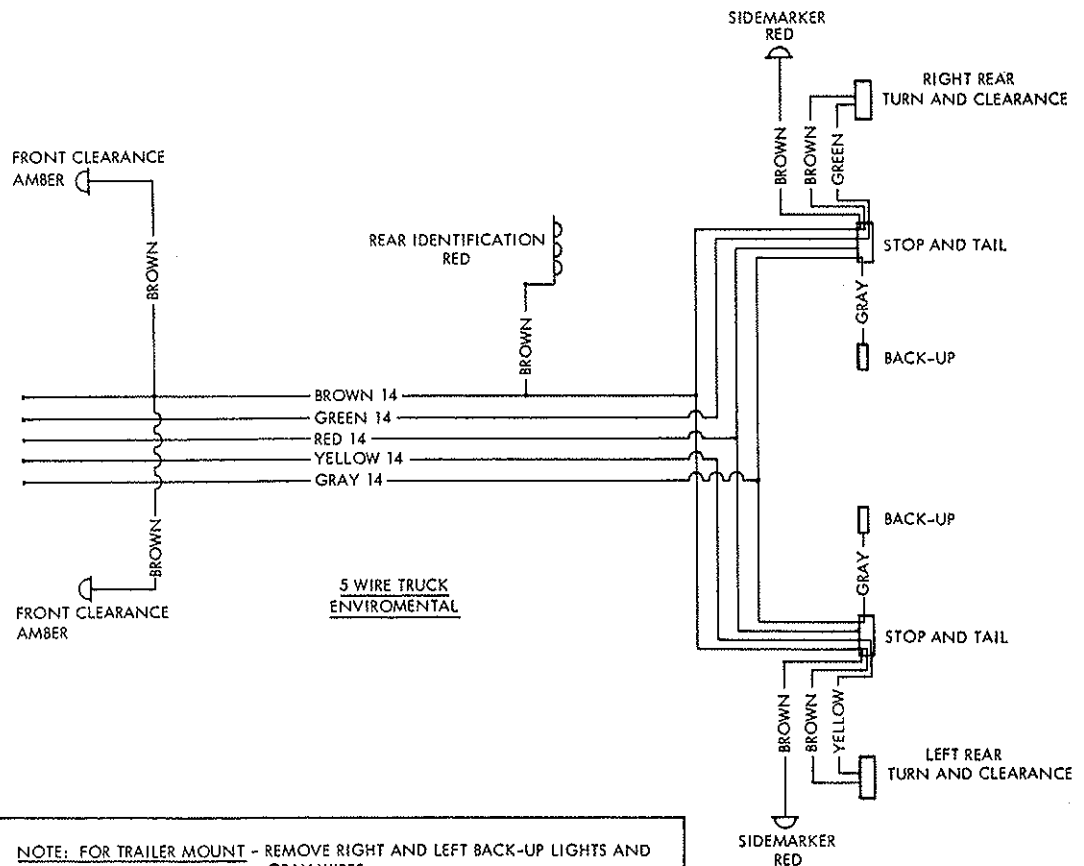 SIDEMARKER
RED
RIGHT REAR
TURN AND CLEARANCE
BROWN
BROWN
GREEN
FRONT CLEARANCE
AMBER
BROWN
REAR IDENTIFICATION
RED
BROWN
STOP AND TAIL
GRAY
BACK-UP
BROWN 14
GREEN 14
RED 14
YELLOW 14
GRAY 14
BROWN
FRONT CLEARANCE
AMBER
5 WIRE TRUCK
ENVIROMENTAL
BACK-UP
GRAY
STOP AND TAIL
BROWN
BROWN
YELLOW
LEFT REAR
TURN AND CLEARANCE
SIDEMARKER
RED
NOTE: FOR TRAILER MOUNT - REMOVE RIGHT AND LEFT BACK-UP LIGHTS AND
GRAY WIRES